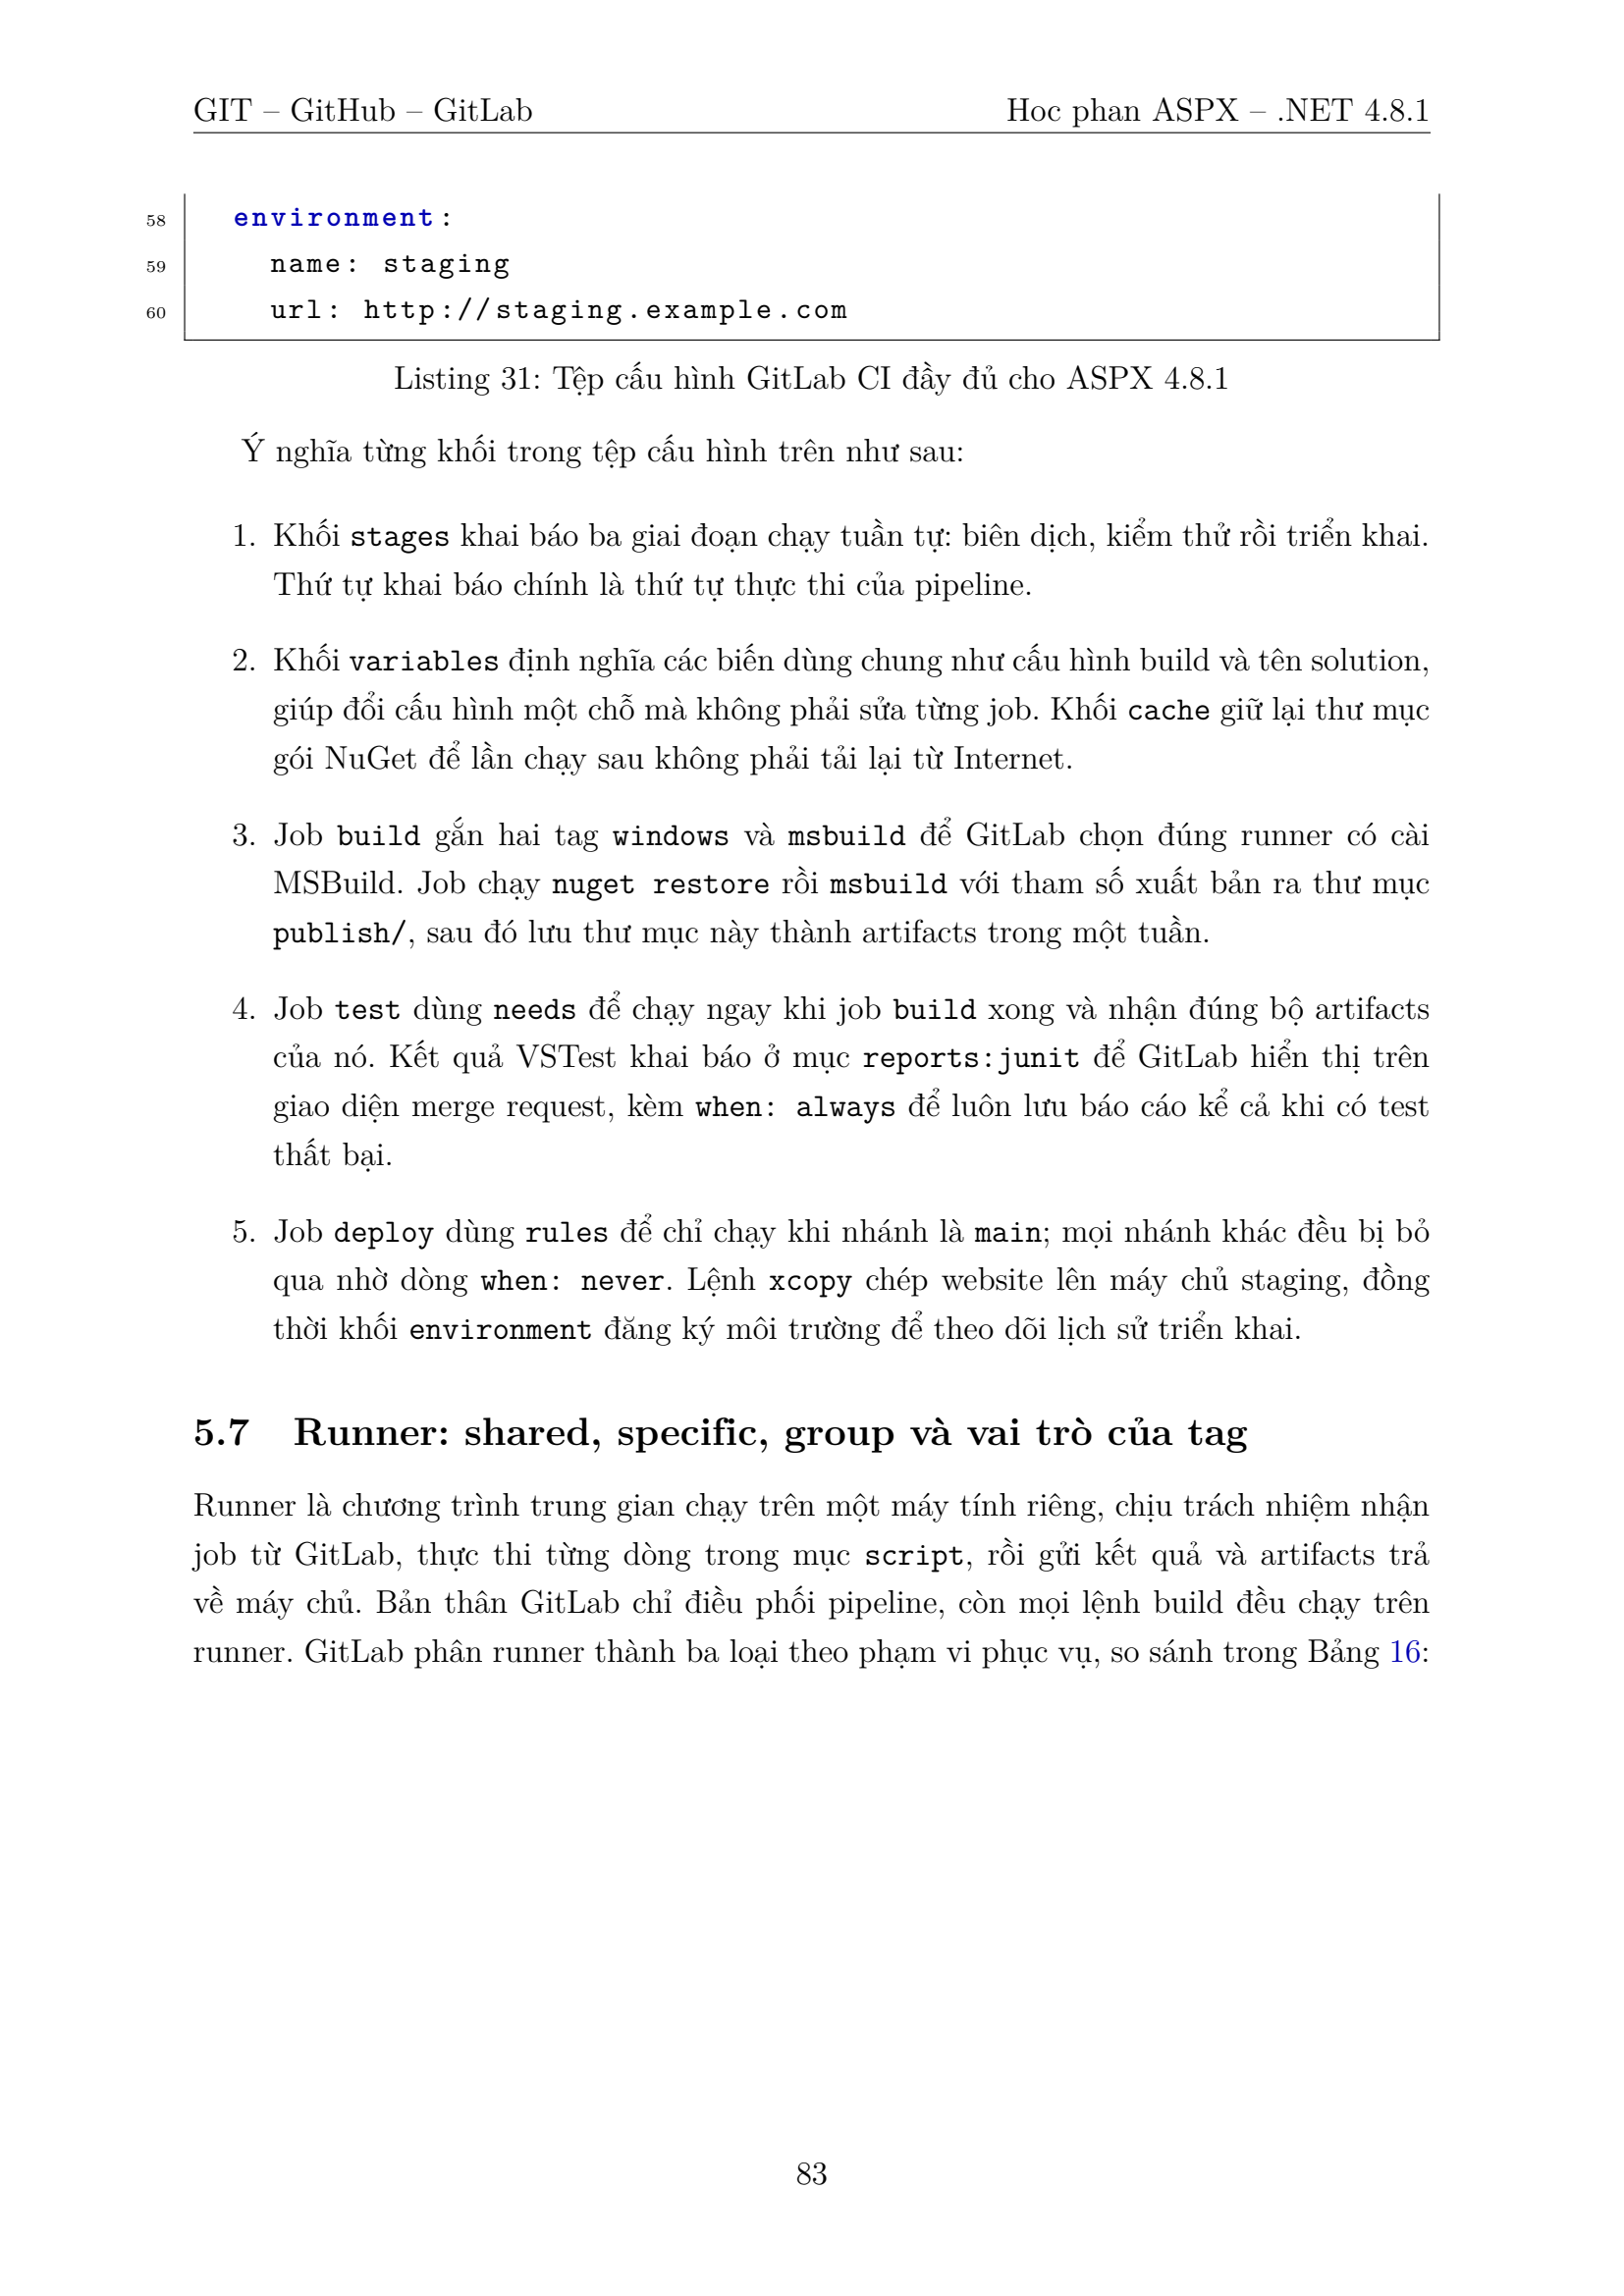 GIT – GitHub – GitLab Hoc phan ASPX – .NET 4.8.1
58 environment:
59 name: staging
60 url: http://staging.example.com
Listing 31: Tệp cấu hình GitLab CI đầy đủ cho ASPX 4.8.1
Ý nghĩa từng khối trong tệp cấu hình trên như sau:
1. Khối stages khai báo ba giai đoạn chạy tuần tự: biên dịch, kiểm thử rồi triển khai.
Thứ tự khai báo chính là thứ tự thực thi của pipeline.
2. Khối variables định nghĩa các biến dùng chung như cấu hình build và tên solution,
giúp đổi cấu hình một chỗ mà không phải sửa từng job. Khối cache giữ lại thư mục
gói NuGet để lần chạy sau không phải tải lại từ Internet.
3. Job build gắn hai tag windows và msbuild để GitLab chọn đúng runner có cài
MSBuild. Job chạy nuget restore rồi msbuild với tham số xuất bản ra thư mục
publish/, sau đó lưu thư mục này thành artifacts trong một tuần.
4. Job test dùng needs để chạy ngay khi job build xong và nhận đúng bộ artifacts
của nó. Kết quả VSTest khai báo ở mục reports:junit để GitLab hiển thị trên
giao diện merge request, kèm when: always để luôn lưu báo cáo kể cả khi có test
thất bại.
5. Job deploy dùng rules để chỉ chạy khi nhánh là main; mọi nhánh khác đều bị bỏ
qua nhờ dòng when: never. Lệnh xcopy chép website lên máy chủ staging, đồng
thời khối environment đăng ký môi trường để theo dõi lịch sử triển khai.
5.7 Runner: shared, specific, group và vai trò của tag
Runner là chương trình trung gian chạy trên một máy tính riêng, chịu trách nhiệm nhận
job từ GitLab, thực thi từng dòng trong mục script, rồi gửi kết quả và artifacts trả
về máy chủ. Bản thân GitLab chỉ điều phối pipeline, còn mọi lệnh build đều chạy trên
runner. GitLab phân runner thành ba loại theo phạm vi phục vụ, so sánh trong Bảng 16:
83